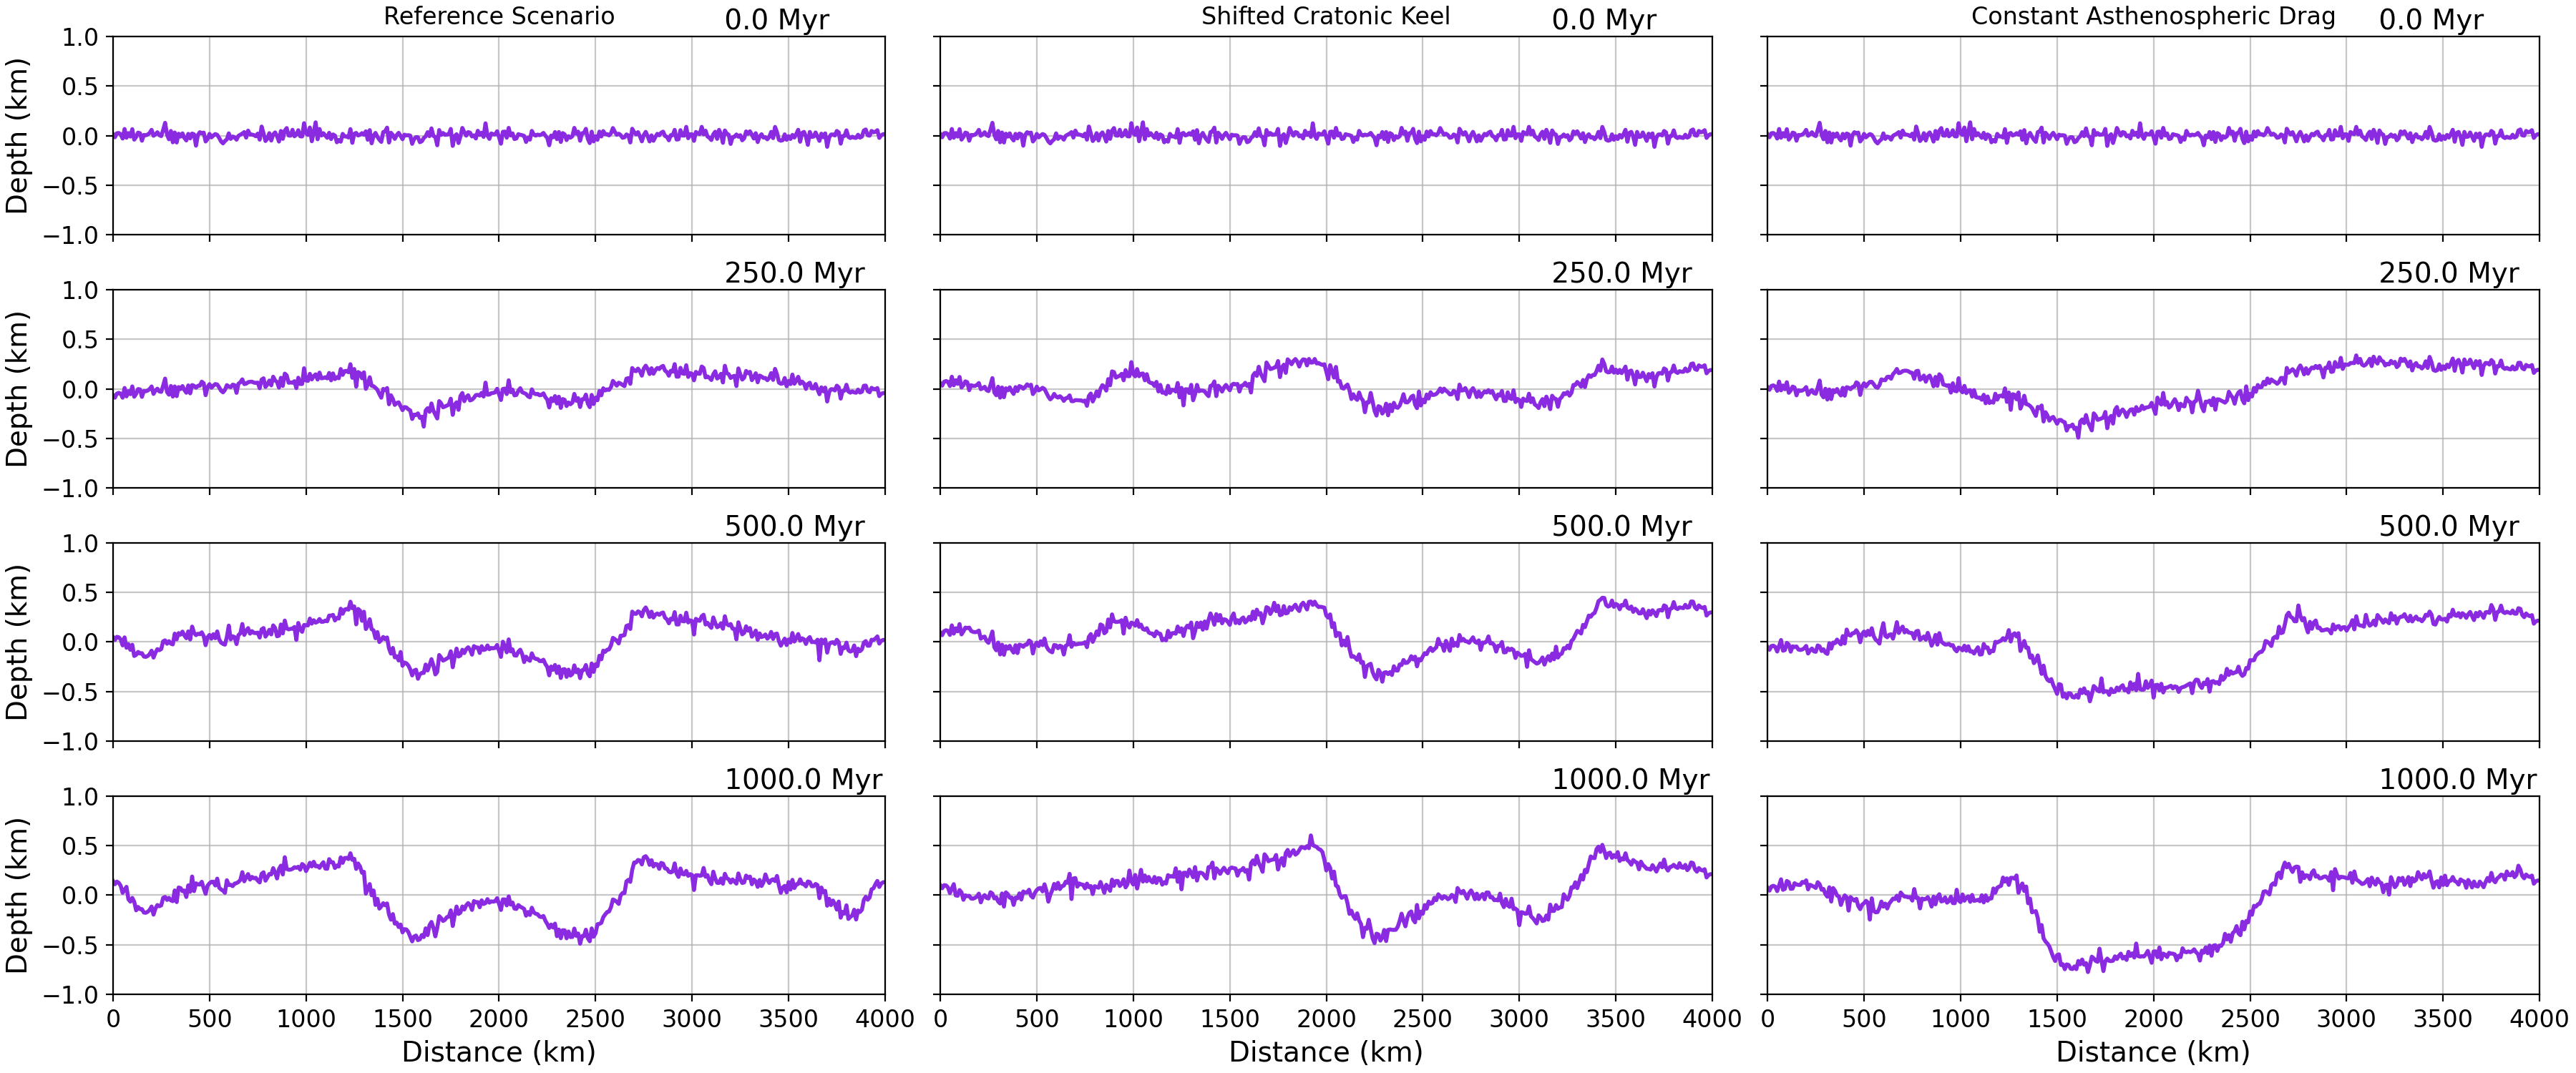 Reference Scenario 0.0 Myr Shifted Cratonic Keel 0.0 Myr Constant Asthenospheric Drag 0.0 Myr
1.0
0.5
0.0
−0.5
−1.0
Depth (km)
250.0 Myr 250.0 Myr 250.0 Myr
1.0
0.5
0.0
−0.5
−1.0
Depth (km)
500.0 Myr 500.0 Myr 500.0 Myr
1.0
0.5
0.0
−0.5
−1.0
Depth (km)
1000.0 Myr 1000.0 Myr 1000.0 Myr
1.0
0.5
0.0
−0.5
−1.0
Depth (km)
0 500 1000 1500 2000 2500 3000 3500 4000 0 500 1000 1500 2000 2500 3000 3500 4000 0 500 1000 1500 2000 2500 3000 3500 4000
Distance (km) Distance (km) Distance (km)